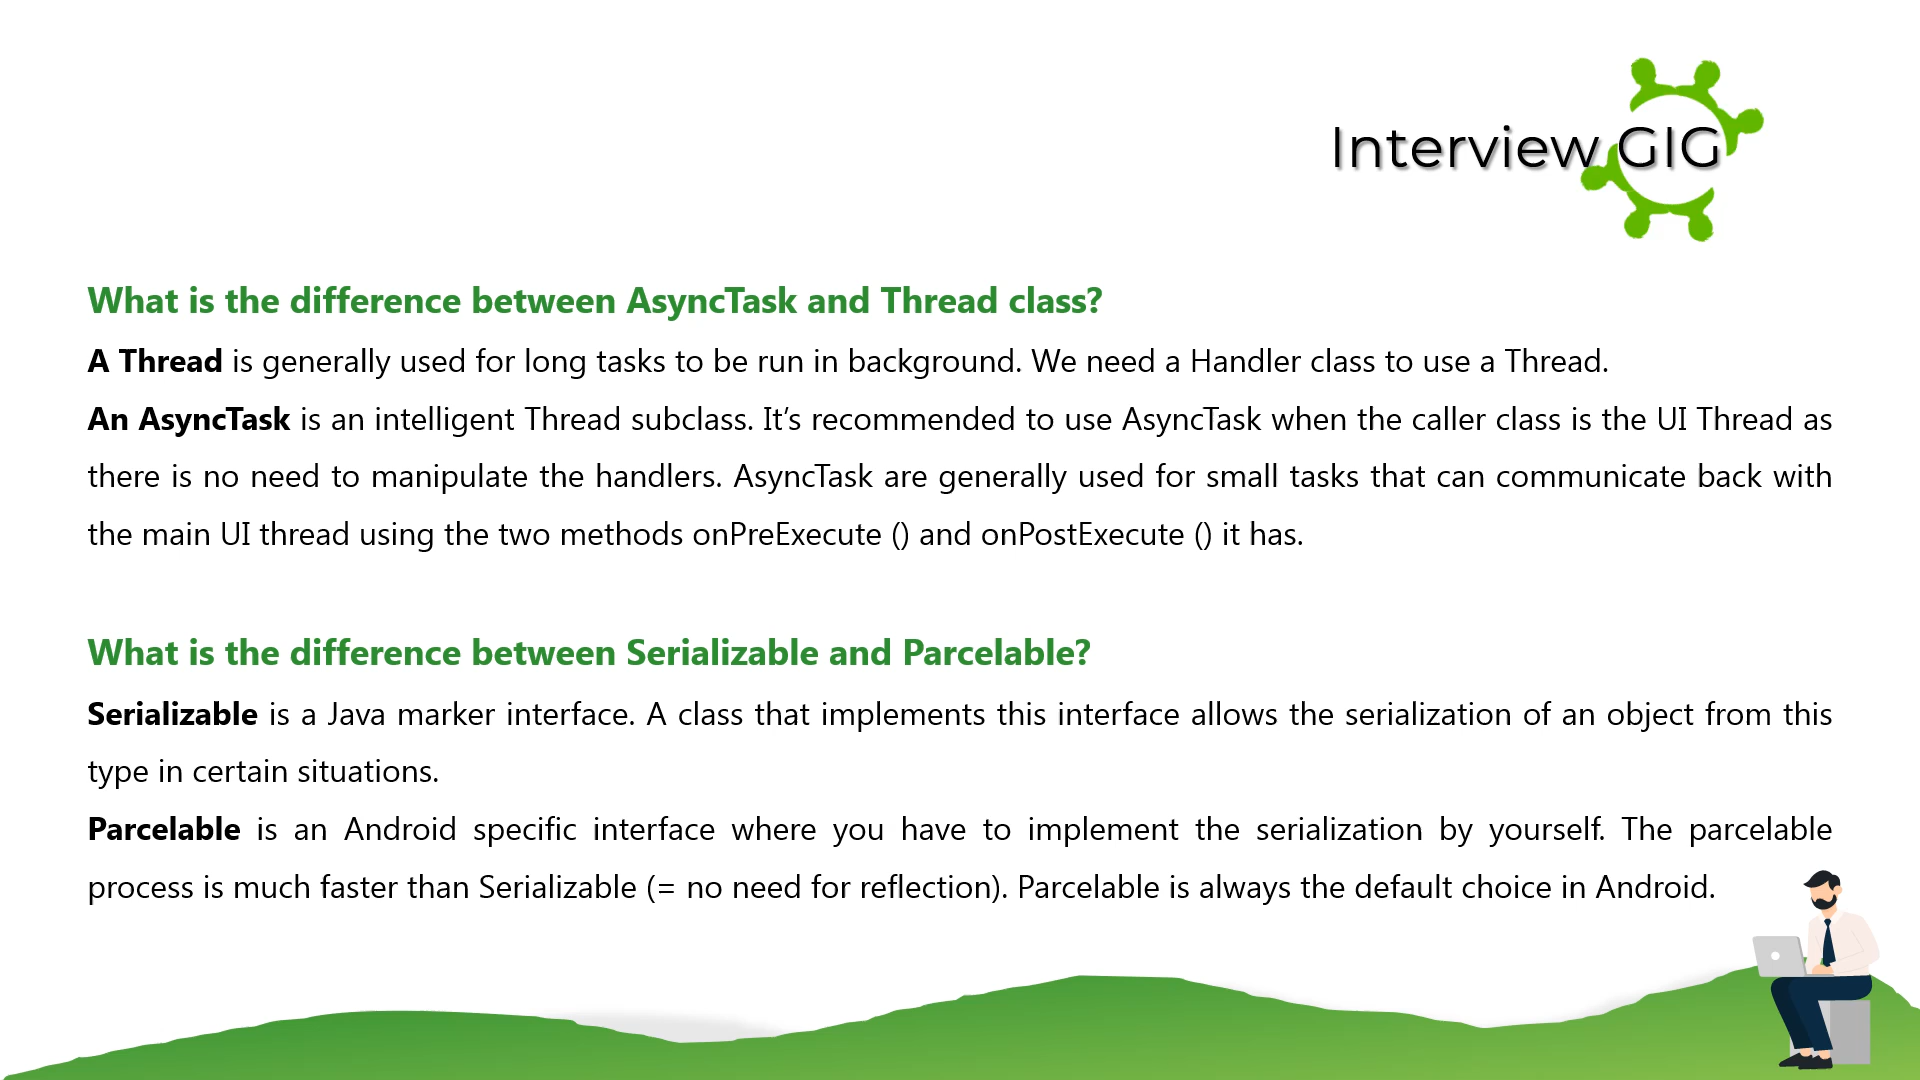 Interview GIG
What is the difference between AsyncTask and Thread class?
A Thread is generally used for long tasks to be run in background. We need a Handler class to use a Thread.
An AsyncTask is an intelligent Thread subclass. It’s recommended to use AsyncTask when the caller class is the UI Thread as
there is no need to manipulate the handlers. AsyncTask are generally used for small tasks that can communicate back with
the main UI thread using the two methods onPreExecute () and onPostExecute () it has.
What is the difference between Serializable and Parcelable?
Serializable is a Java marker interface. A class that implements this interface allows the serialization of an object from this
type in certain situations.
Parcelable is an Android specific interface where you have to implement the serialization by yourself. The parcelable
process is much faster than Serializable (= no need for reflection). Parcelable is always the default choice in Android.